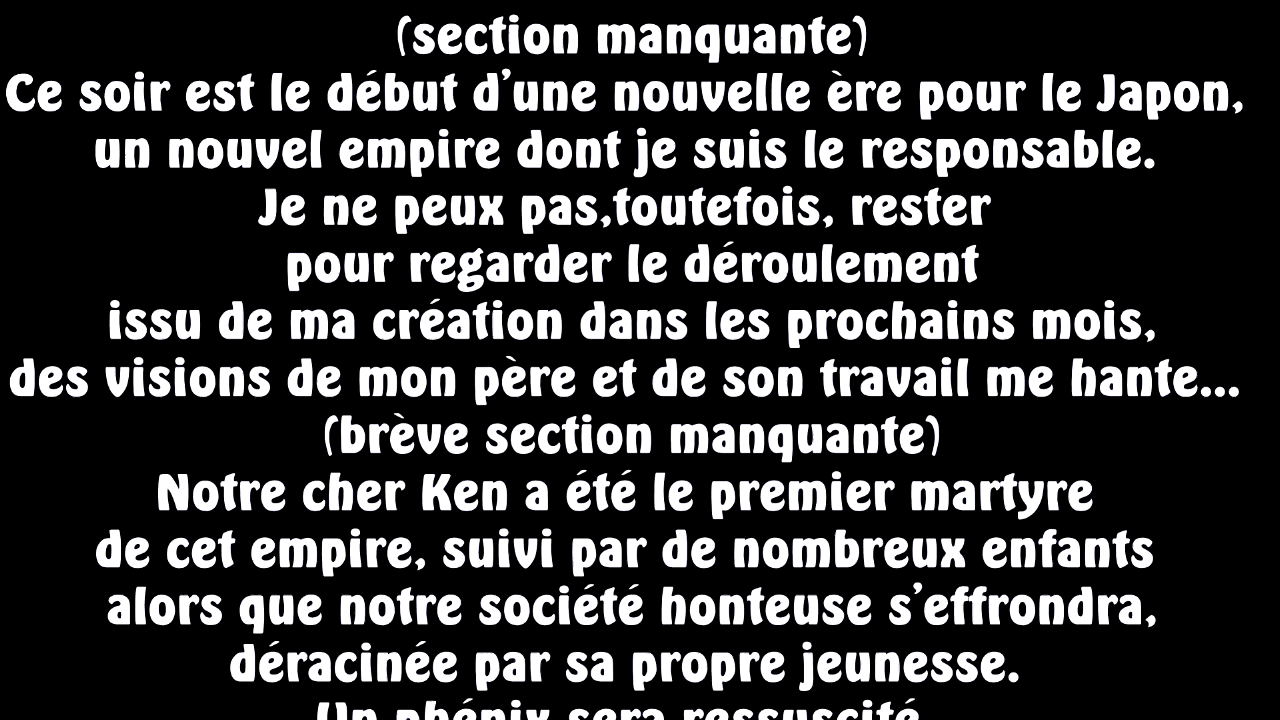 (section manquante)
Ce soir est le début d’une nouvelle ère pour le Japon,
un nouvel empire dont je suis le responsable.
Je ne peux pas,toutefois, rester
pour regarder le déroulement
issu de ma création dans les prochains mois,
des visions de mon père et de son travail me hante...
(brève section manquante)
Notre cher Ken a été le premier martyre
de cet empire, suivi par de nombreux enfants
alors que notre société honteuse s’effrondra,
déracinée par sa propre jeunesse.
Un phénix sera ressuscité